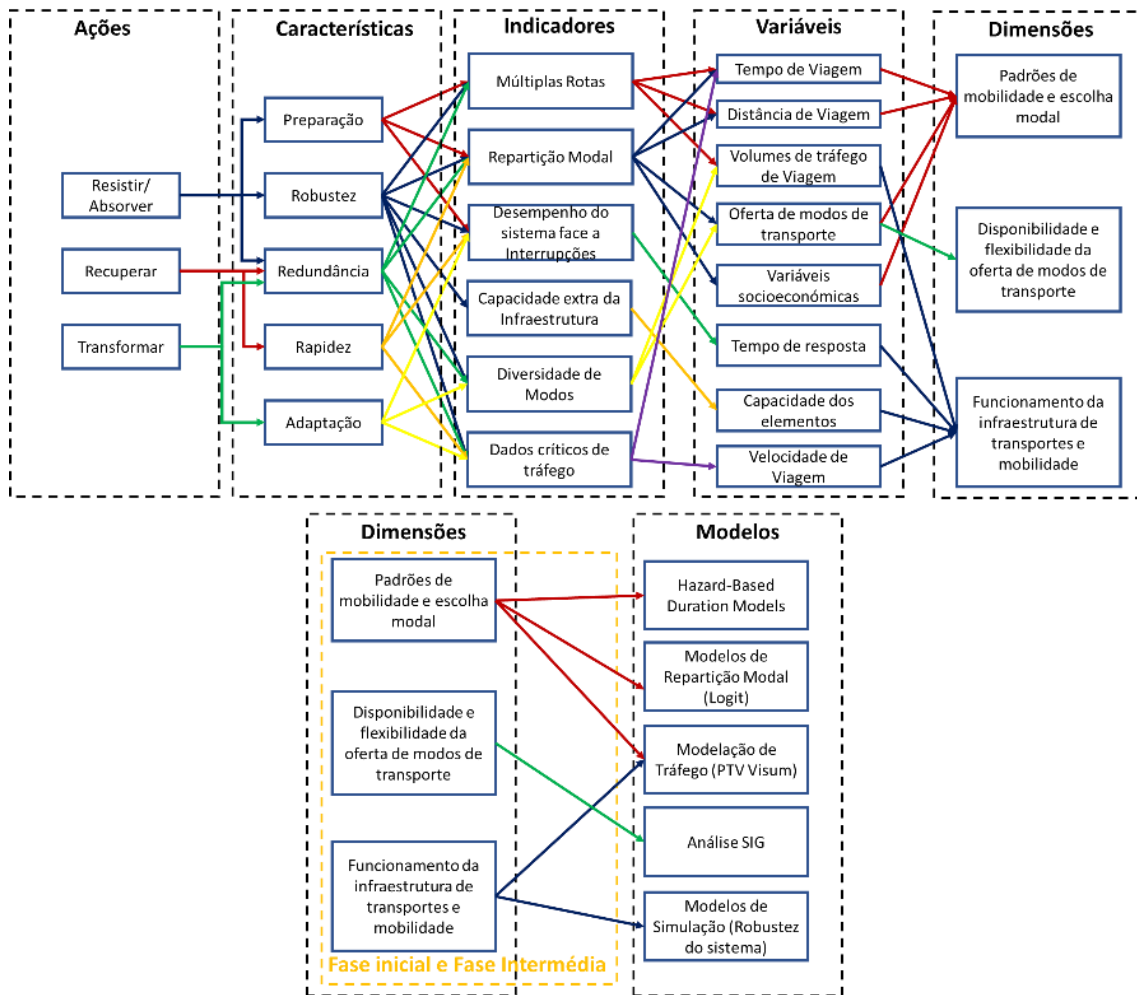 Ações
Resistir/
Absorver
Recuperar
Transformar
Características
Preparação
Robustez
Redundância
Rapidez
Adaptação
Indicadores
Múltiplas Rotas
Repartição Modal
Desempenho do
sistema face a
Interrupções
Capacidade extra da
Infraestrutura
Diversidade de
Modos
Dados críticos de
tráfego
Variáveis
Tempo de Viagem
Distância de Viagem
Volumes de tráfego
de Viagem
Oferta de modos de
transporte
Variáveis
socioeconómicas
Tempo de resposta
Capacidade dos
elementos
Velocidade de
Viagem
Dimensões
Padrões de
mobilidade e escolha
modal
Disponibilidade e
flexibilidade da
oferta de modos de
transporte
Funcionamento da
infraestrutura de
transportes e
mobilidade
Dimensões
Padrões de
mobilidade e escolha
modal
Disponibilidade e
flexibilidade da
oferta de modos de
transporte
Funcionamento da
infraestrutura de
transportes e
mobilidade
Fase inicial e Fase Intermédia
Modelos
Hazard-Based
Duration Models
Modelos de
Repartição Modal
(Logit)
Modelação de
Tráfego (PTV Visum)
Análise SIG
Modelos de
Simulação (Robustez
do sistema)